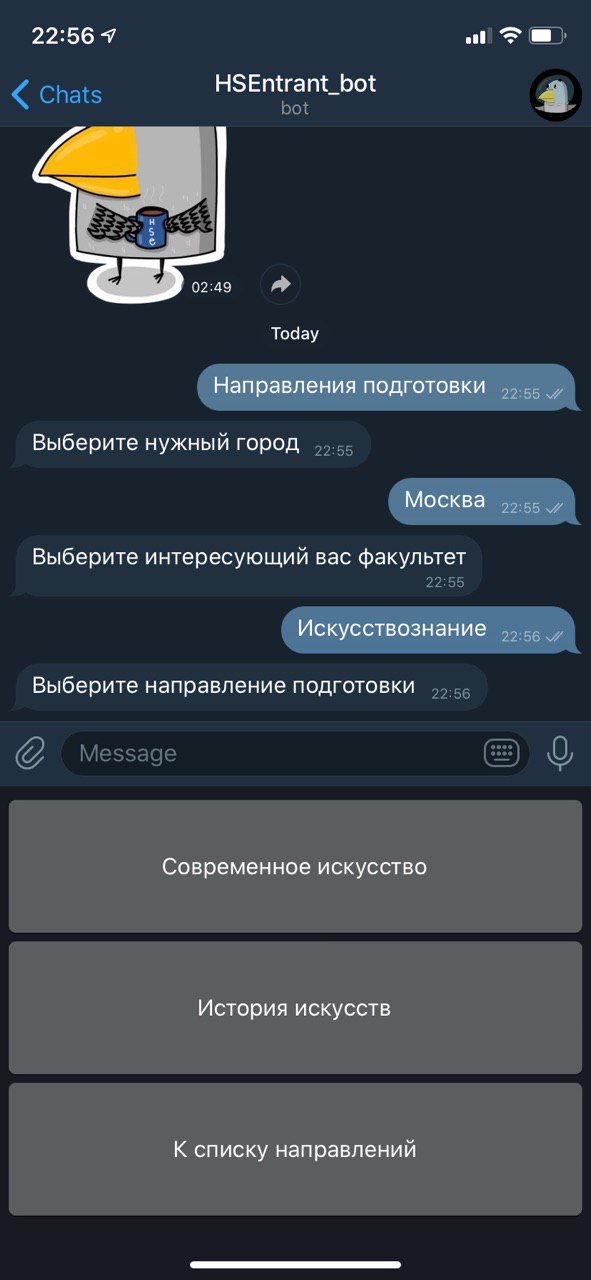 22:56
Chats
HSEntrant_bot
bot
HSe
02:49
Today
Направления подготовки 22:55
Выберите нужный город 22:55
Москва 22:55
Выберите интересующий вас факультет
22:55
Искусствознание 22:56
Выберите направление подготовки 22:56
Message
Современное искусство
История искусств
К списку направлений